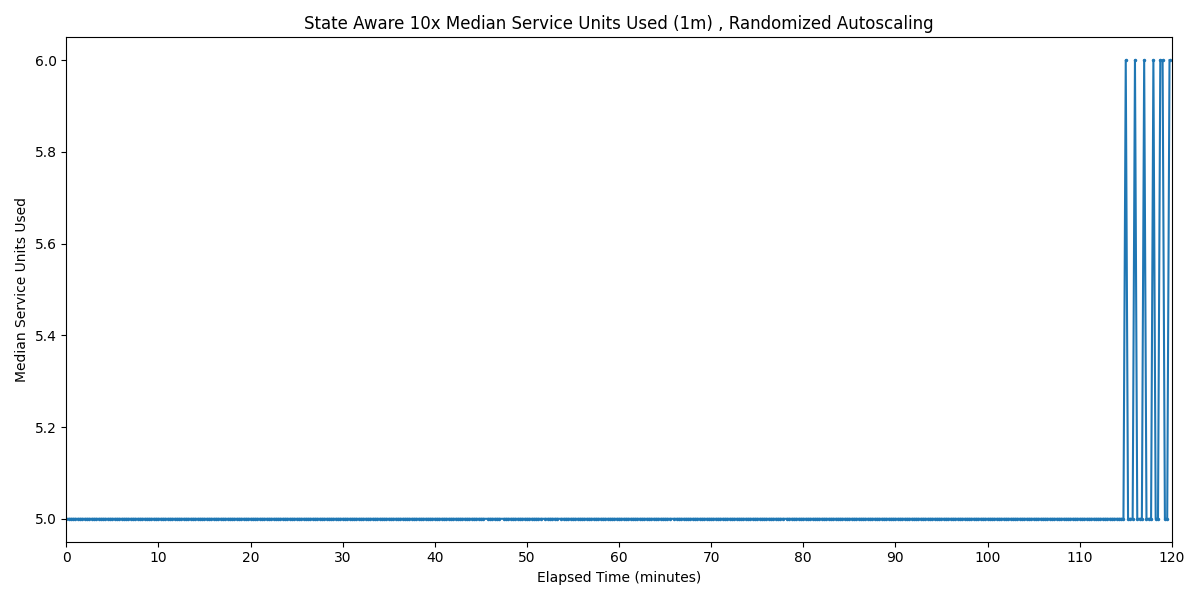 State Aware 10x Median Service Units Used (1m) , Randomized Autoscaling
6.0
5.8
5.6
5.4
5.2
5.0
Median Service Units Used
0 10 20 30 40 50 60 70 80 90 100 110 120
Elapsed Time (minutes)